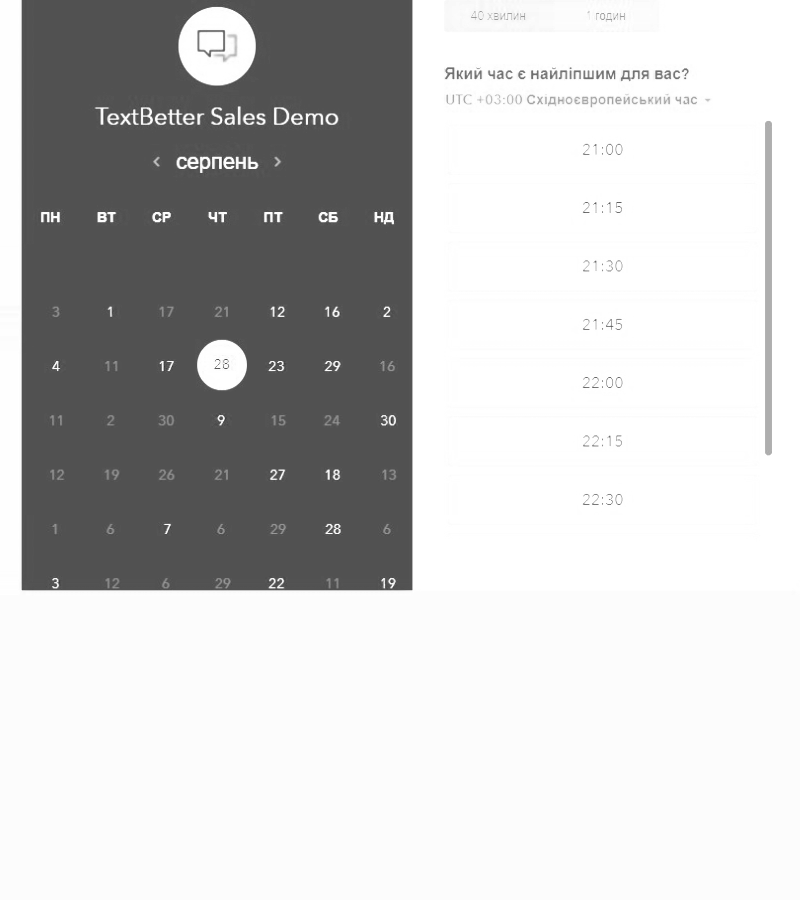 TextBetter Sales Demo
‹ серпень ›
ПН ВТ СР ЧТ ПТ СБ НД
3 1 17 21 12 16 2
4 11 17 28 23 29 16
11 2 30 9 15 24 30
12 19 26 21 27 18 13
1 6 7 6 29 28 6
3 12 6 29 22 11 19
40 хвилин 1 годин
Який час є найліпшим для вас?
UTC +03:00 Східноєвропейський час
21:00
21:15
21:30
21:45
22:00
22:15
22:30